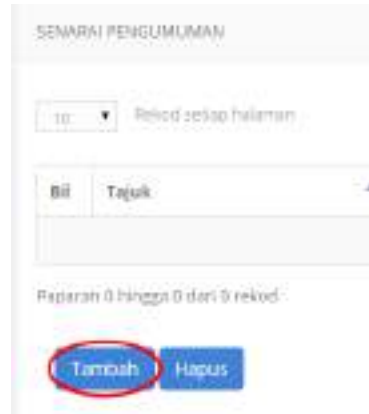 SENARAI PENGUMUMAN
10 Rekod setiap halaman
Bil Tajuk
Paparan 0 hingga 0 dari 0 rekod
Tambah Hapus